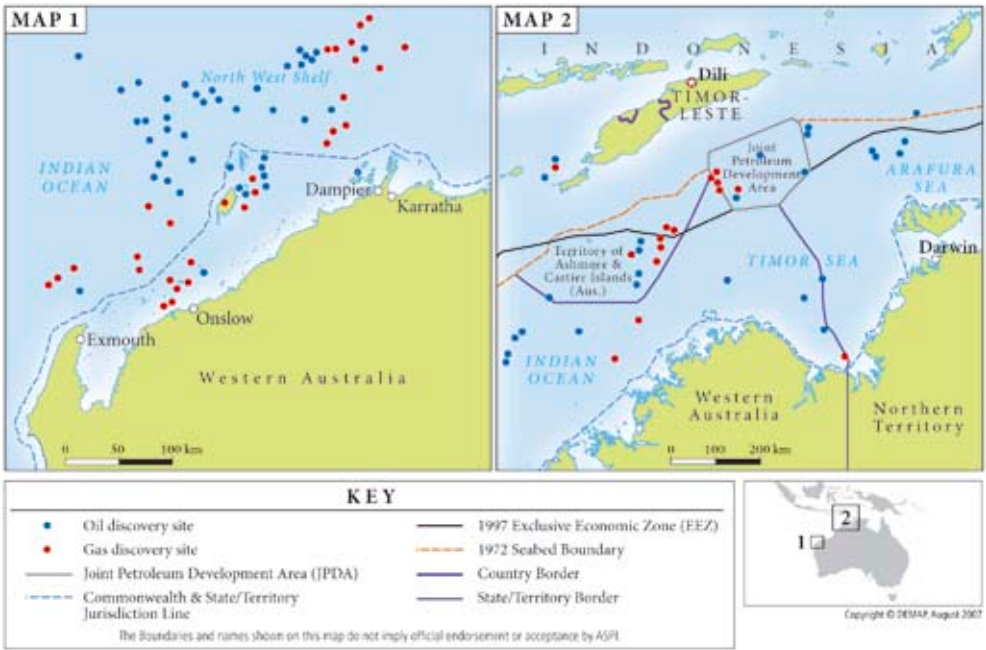 MAP 1
North West Shelf
INDIAN
OCEAN
Dampier
Karratha
Onslow
Exmouth
Western Australia
0 50 100 km
MAP 2
INDONESIA
Dili
TIMOR-
LESTE
Joint
Petroleum
Development
Area
ARAFURA
SEA
Darwin
Territory of
Ashmore &
Cartier Islands
(Aus.)
TIMOR SEA
INDIAN
OCEAN
Western
Australia
Northern
Territory
0 100 200 km
KEY
Oil discovery site
Gas discovery site
Joint Petroleum Development Area (JPDA)
Commonwealth & State/Territory
Jurisdiction Line
1997 Exclusive Economic Zone (EEZ)
1972 Seabed Boundary
Country Border
State/Territory Border
The Boundaries and names shown on this map do not imply official endorsement or acceptance by ASPI.
1
2
Copyright © DEMAP, August 2007